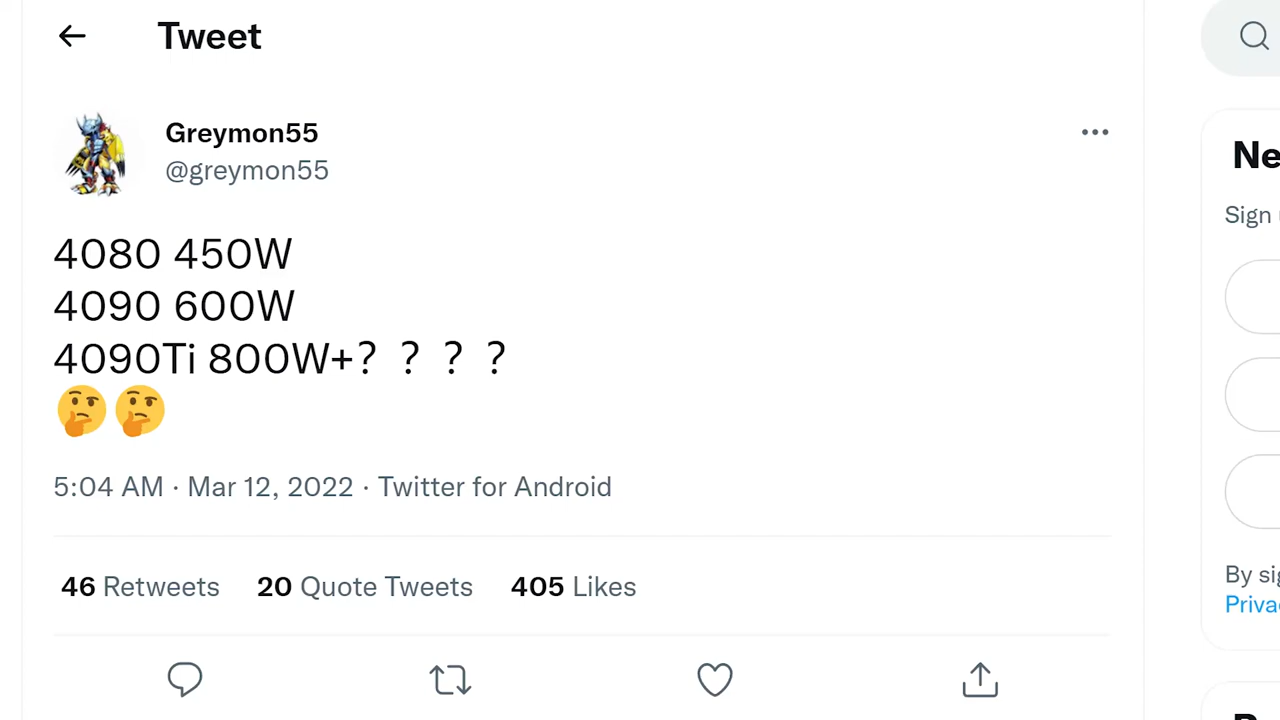 Tweet
Greymon55
@greymon55
4080 450W
4090 600W
4090Ti 800W+？？？？
🤔🤔
5:04 AM · Mar 12, 2022 · Twitter for Android
46 Retweets 20 Quote Tweets 405 Likes
Ne
Sign
By si
Priva